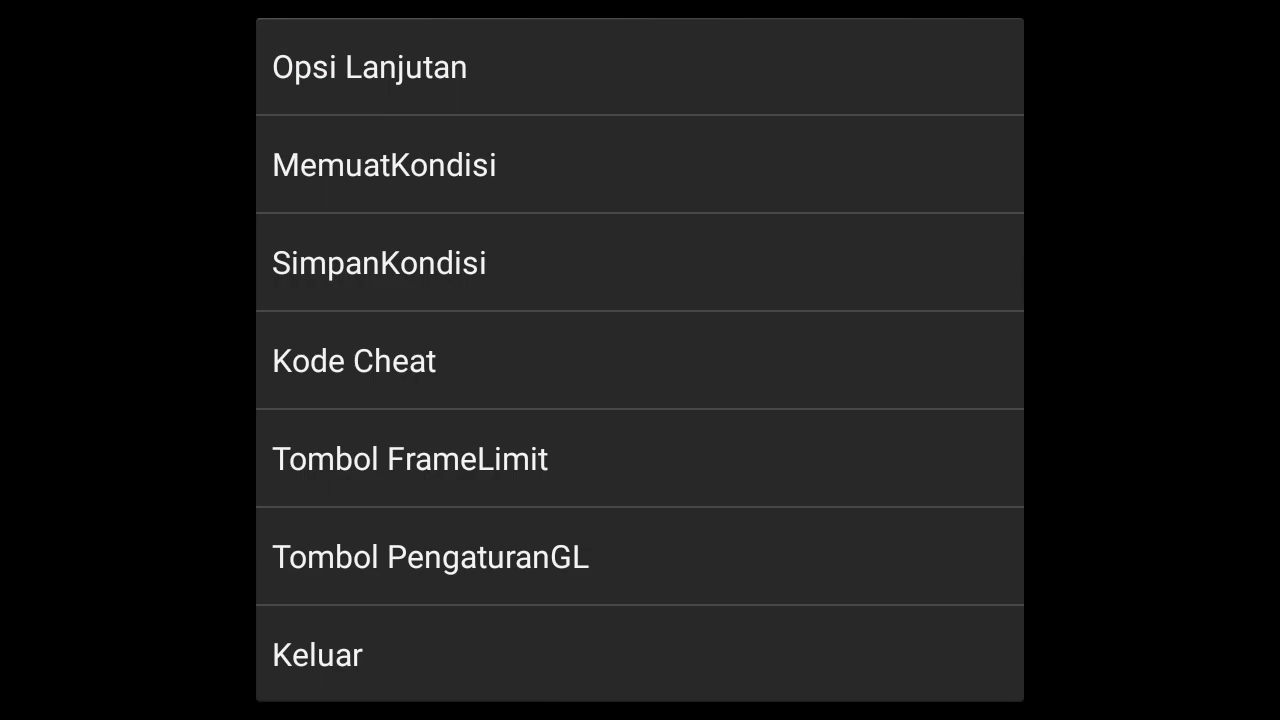 Opsi Lanjutan
MemuatKondisi
SimpanKondisi
Kode Cheat
Tombol FrameLimit
Tombol PengaturanGL
Keluar